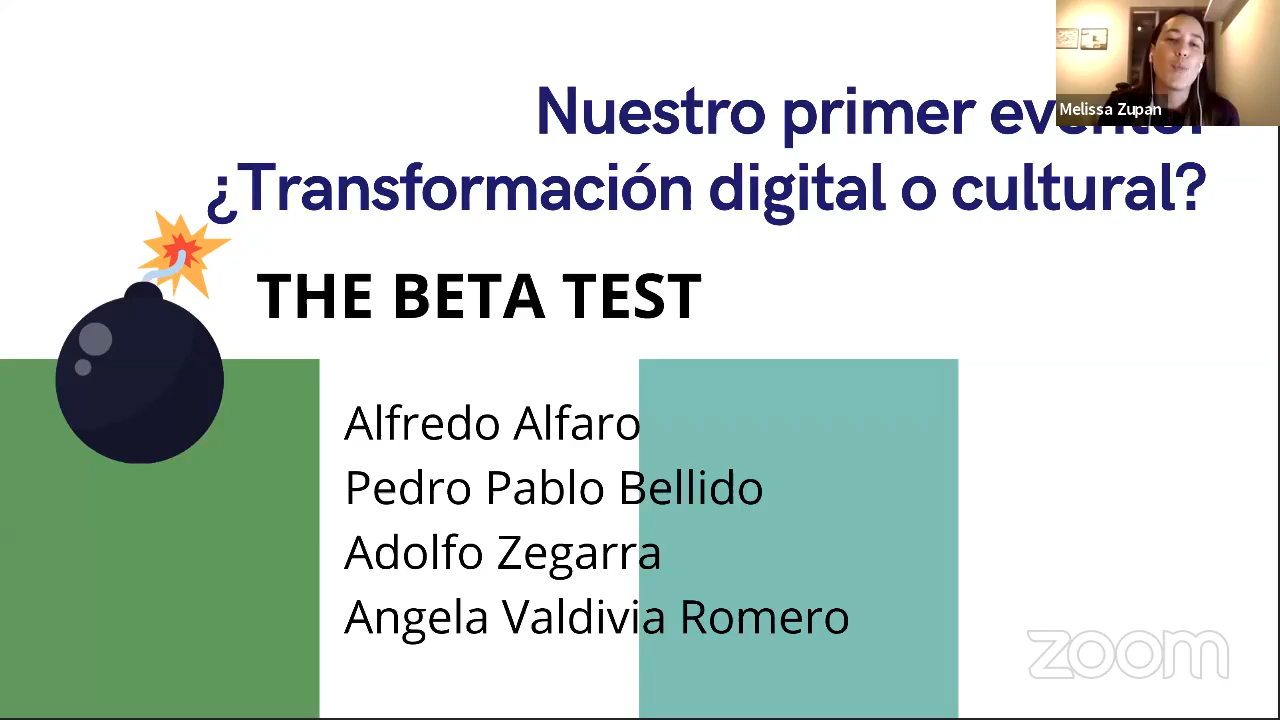 Melissa Zupan
Nuestro primer
¿Transformación digital o cultural?
THE BETA TEST
Alfredo Alfaro
Pedro Pablo Bellido
Adolfo Zegarra
Angela Valdivia Romero
zoom